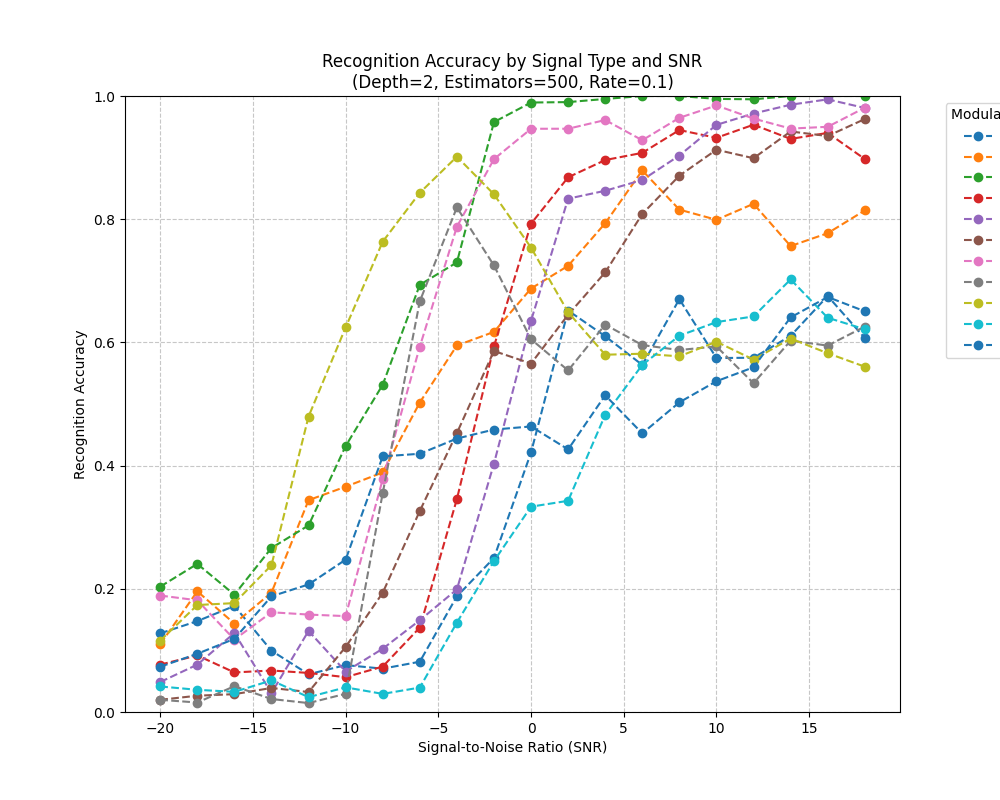 Recognition Accuracy by Signal Type and SNR
(Depth=2, Estimators=500, Rate=0.1)
1.0
0.8
0.6
0.4
0.2
0.0
Recognition Accuracy
−20
−15
−10
−5
0
5
10
15
Signal-to-Noise Ratio (SNR)
Modula